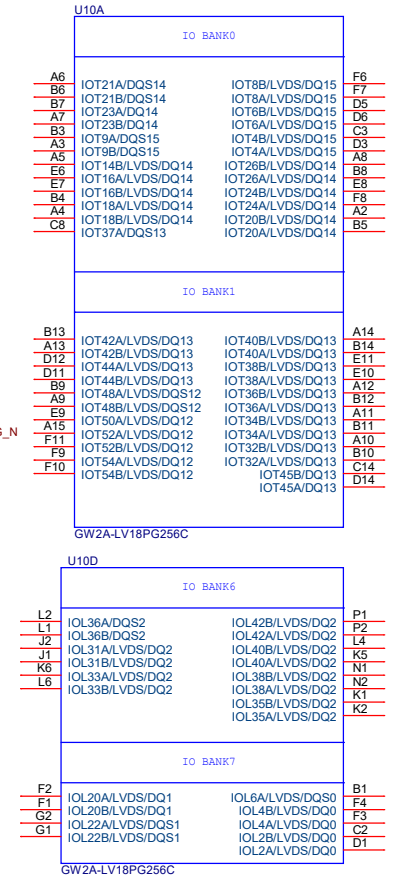 U10A
IO BANK0
A6 IOT21A/DQS14 IOT8B/LVDS/DQ15 F6
B6 IOT21B/DQS14 IOT8A/LVDS/DQ15 F7
B7 IOT23A/DQ14 IOT6B/LVDS/DQ15 D5
A7 IOT23B/DQ14 IOT6A/LVDS/DQ15 D6
B3 IOT9A/DQS15 IOT4B/LVDS/DQ15 C3
A3 IOT9B/DQS15 IOT4A/LVDS/DQ15 D3
A5 IOT14B/LVDS/DQ14 IOT26B/LVDS/DQ14 A8
E6 IOT16A/LVDS/DQ14 IOT26A/LVDS/DQ14 B8
E7 IOT16B/LVDS/DQ14 IOT24B/LVDS/DQ14 E8
B4 IOT18A/LVDS/DQ14 IOT24A/LVDS/DQ14 F8
A4 IOT18B/LVDS/DQ14 IOT20B/LVDS/DQ14 A2
C8 IOT37A/DQS13 IOT20A/LVDS/DQ14 B5
IO BANK1
B13 IOT42A/LVDS/DQ13 IOT40B/LVDS/DQ13 A14
A13 IOT42B/LVDS/DQ13 IOT40A/LVDS/DQ13 B14
D12 IOT44A/LVDS/DQ13 IOT38B/LVDS/DQ13 E11
D11 IOT44B/LVDS/DQ13 IOT38A/LVDS/DQ13 E10
B9 IOT48A/LVDS/DQS12 IOT36B/LVDS/DQ13 A12
A9 IOT48B/LVDS/DQS12 IOT36A/LVDS/DQ13 B12
E9 IOT50A/LVDS/DQ12 IOT34B/LVDS/DQ13 A11
S_N A15 IOT52A/LVDS/DQ12 IOT34A/LVDS/DQ13 B11
F11 IOT52B/LVDS/DQ12 IOT32B/LVDS/DQ13 A10
F9 IOT54A/LVDS/DQ12 IOT32A/LVDS/DQ13 B10
F10 IOT54B/LVDS/DQ12 IOT45B/DQ13 C14
IOT45A/DQ13 D14
GW2A-LV18PG256C
U10D
IO BANK6
L2 IOL36A/DQS2 IOL42B/LVDS/DQ2 P1
L1 IOL36B/DQS2 IOL42A/LVDS/DQ2 P2
J2 IOL31A/LVDS/DQ2 IOL40B/LVDS/DQ2 L4
J1 IOL31B/LVDS/DQ2 IOL40A/LVDS/DQ2 K5
K6 IOL33A/LVDS/DQ2 IOL38B/LVDS/DQ2 N1
L6 IOL33B/LVDS/DQ2 IOL38A/LVDS/DQ2 N2
IOL35B/LVDS/DQ2 K1
IOL35A/LVDS/DQ2 K2
IO BANK7
F2 IOL20A/LVDS/DQ1 IOL6A/LVDS/DQS0 B1
F1 IOL20B/LVDS/DQ1 IOL4B/LVDS/DQ0 F4
G2 IOL22A/LVDS/DQS1 IOL4A/LVDS/DQ0 F3
G1 IOL22B/LVDS/DQS1 IOL2B/LVDS/DQ0 C2
IOL2A/LVDS/DQ0 D1
GW2A-LV18PG256C